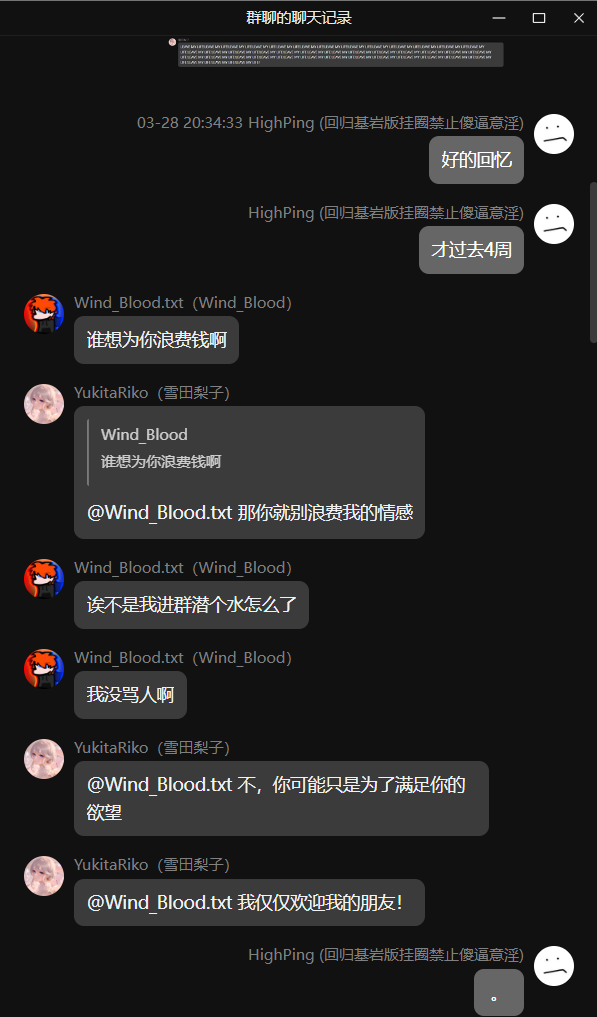 群聊的聊天记录
03-28 20:34:33 HighPing (回归基岩版挂圈禁止傻逼意淫)
好的回忆
HighPing (回归基岩版挂圈禁止傻逼意淫)
才过去4周
Wind_Blood.txt（Wind_Blood）
谁想为你浪费钱啊
YukitaRiko（雪田梨子）
Wind_Blood
谁想为你浪费钱啊
@Wind_Blood.txt 那你就别浪费我的情感
Wind_Blood.txt（Wind_Blood）
诶不是我进群潜个水怎么了
Wind_Blood.txt（Wind_Blood）
我没骂人啊
YukitaRiko（雪田梨子）
@Wind_Blood.txt 不，你可能只是为了满足你的
欲望
YukitaRiko（雪田梨子）
@Wind_Blood.txt 我仅仅欢迎我的朋友！
HighPing (回归基岩版挂圈禁止傻逼意淫)
。